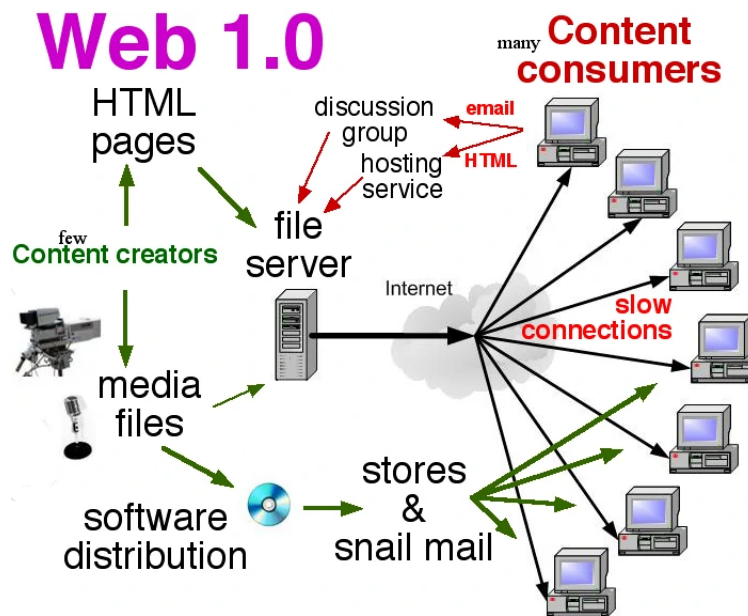 Web 1.0
many Content
consumers
HTML
pages
discussion
group
email
hosting
service
HTML
few
Content creators
file
server
Internet
slow
connections
media
files
stores
&
snail mail
software
distribution